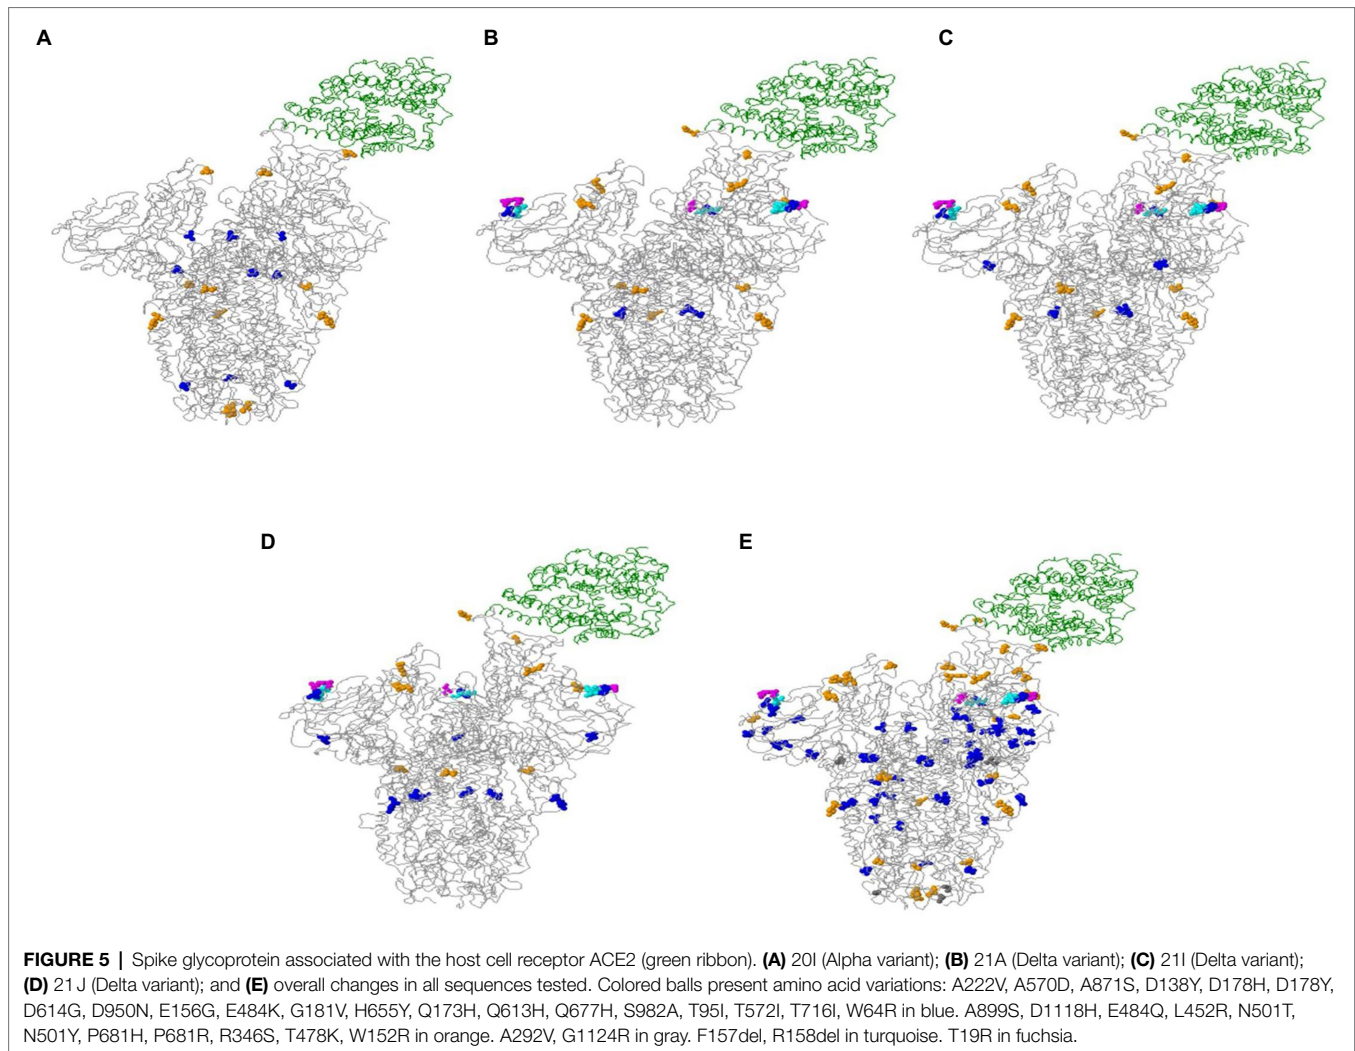 A
B
C
D
E
FIGURE 5 | Spike glycoprotein associated with the host cell receptor ACE2 (green ribbon). (A) 20I (Alpha variant); (B) 21A (Delta variant); (C) 21I (Delta variant);
(D) 21J (Delta variant); and (E) overall changes in all sequences tested. Colored balls present amino acid variations: A222V, A570D, A871S, D138Y, D178H, D178Y,
D614G, D950N, E156G, E484K, G181V, H655Y, Q173H, Q613H, Q677H, S982A, T95I, T572I, T716I, W64R in blue. A899S, D1118H, E484Q, L452R, N501T,
N501Y, P681H, P681R, R346S, T478K, W152R in orange. A292V, G1124R in gray. F157del, R158del in turquoise. T19R in fuchsia.